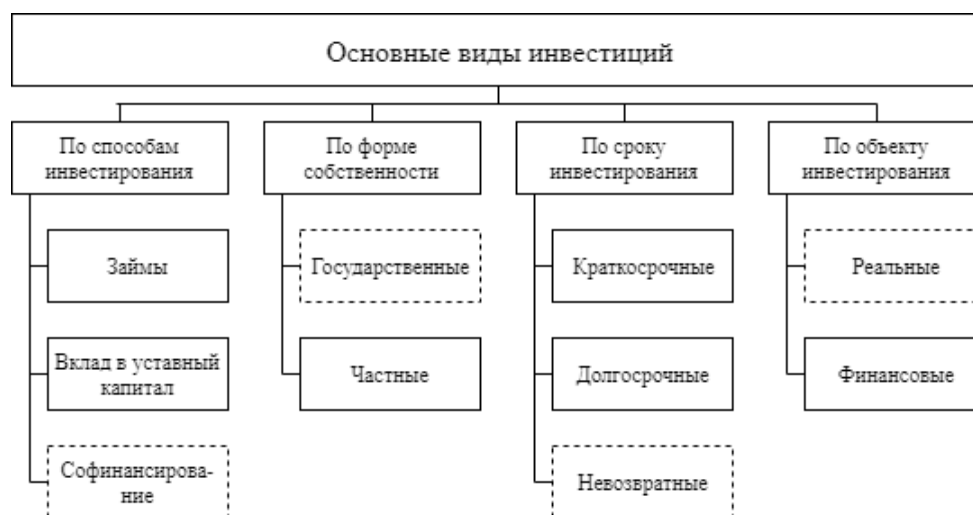 Основные виды инвестиций
По способам
инвестирования
По форме
собственности
По сроку
инвестирования
По объекту
инвестирования
Займы
Государственные
Краткосрочные
Реальные
Вклад в уставный
капитал
Частные
Долгосрочные
Финансовые
Софинансирова-
ние
Невозвратные